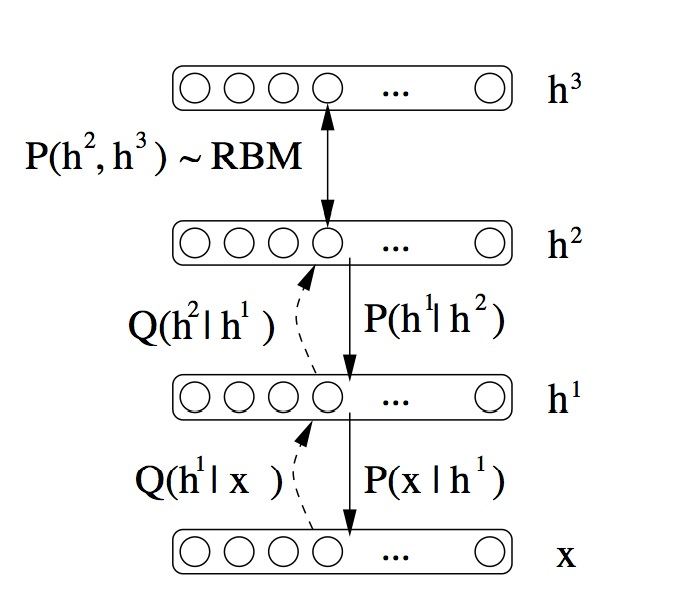 ... h³
P(h², h³) ~ RBM
... h²
Q(h²| h¹ ) P(h¹| h²)
... h¹
Q(h¹| x ) P(x | h¹)
... x